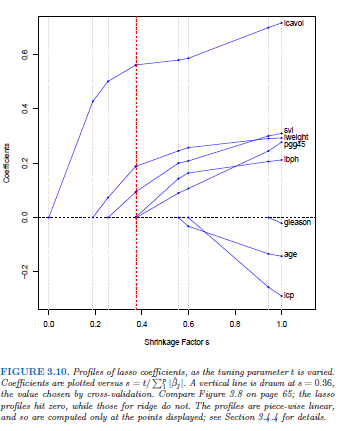 lcavol
0.6
0.4
svi
lweight
pgg45
Coefficients
0.2
lbph
0.0
gleason
age
−0.2
lcp
0.0 0.2 0.4 0.6 0.8 1.0
Shrinkage Factor s
FIGURE 3.10. Profiles of lasso coefficients, as the tuning parameter t is varied.
Coefficients are plotted versus s = t/∑₁ᵖ |β̂ⱼ|. A vertical line is drawn at s = 0.36,
the value chosen by cross-validation. Compare Figure 3.8 on page 65; the lasso
profiles hit zero, while those for ridge do not. The profiles are piece-wise linear,
and so are computed only at the points displayed; see Section 3.4.4 for details.